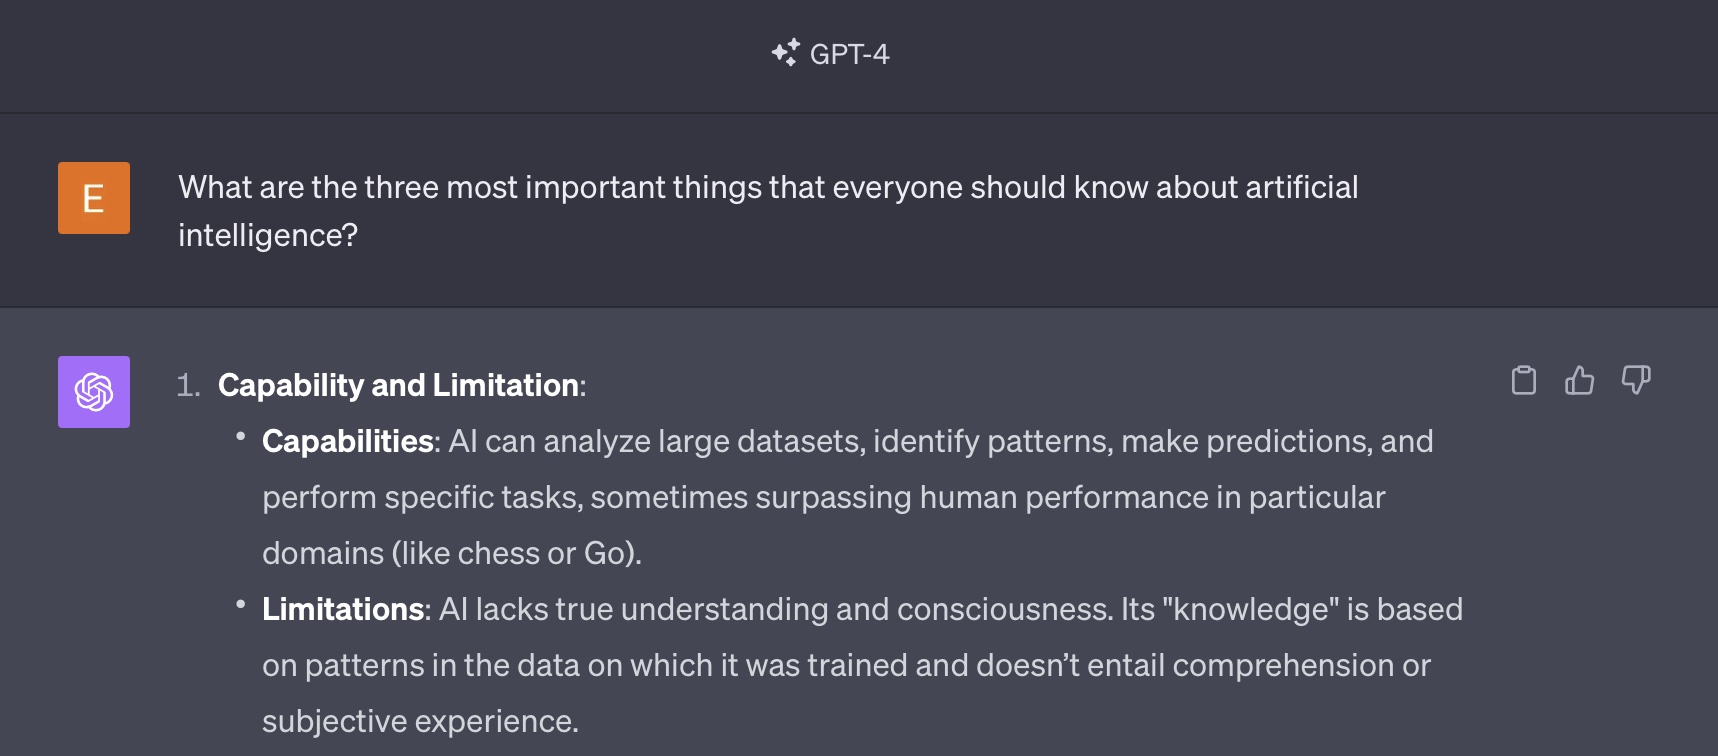 GPT-4
E
What are the three most important things that everyone should know about artificial
intelligence?
1. Capability and Limitation:
• Capabilities: AI can analyze large datasets, identify patterns, make predictions, and
perform specific tasks, sometimes surpassing human performance in particular
domains (like chess or Go).
• Limitations: AI lacks true understanding and consciousness. Its "knowledge" is based
on patterns in the data on which it was trained and doesn’t entail comprehension or
subjective experience.